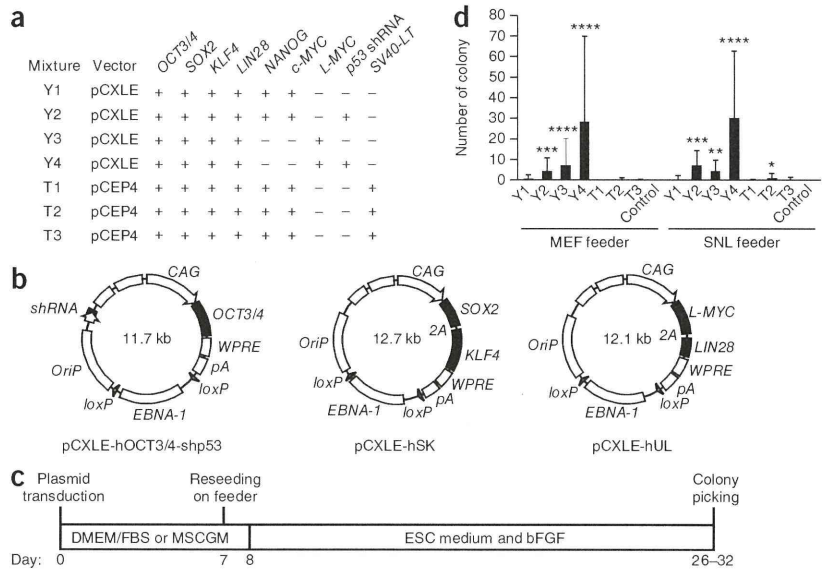 a
Mixture Vector OCT3/4 SOX2 KLF4 LIN28 NANOG c-MYC L-MYC p53 shRNA SV40-LT
Y1 pCXLE + + + + + + − − −
Y2 pCXLE + + + + + + − + −
Y3 pCXLE + + + + − − + − −
Y4 pCXLE + + + + − − + + −
T1 pCEP4 + + + + + + − − +
T2 pCEP4 + + + + + + − − +
T3 pCEP4 + + + + + + − − +
d
Number of colony
80
70
60
50
40
30
20
10
0
*** **** **** *** ** **** *
Y1 Y2 Y3 Y4 T1 T2 T3 Control Y1 Y2 Y3 Y4 T1 T2 T3 Control
MEF feeder SNL feeder
b
CAG
shRNA
OCT3/4
11.7 kb
WPRE
OriP
pA
loxP
loxP
EBNA-1
pCXLE-hOCT3/4-shp53
CAG
SOX2
2A
12.7 kb
OriP
KLF4
WPRE
loxP
pA
loxP
EBNA-1
pCXLE-hSK
CAG
L-MYC
2A
12.1 kb
LIN28
OriP
WPRE
pA
loxP
loxP
EBNA-1
pCXLE-hUL
c
Plasmid
transduction
Reseeding
on feeder
Colony
picking
DMEM/FBS or MSCGM ESC medium and bFGF
Day: 0 7 8 26–32